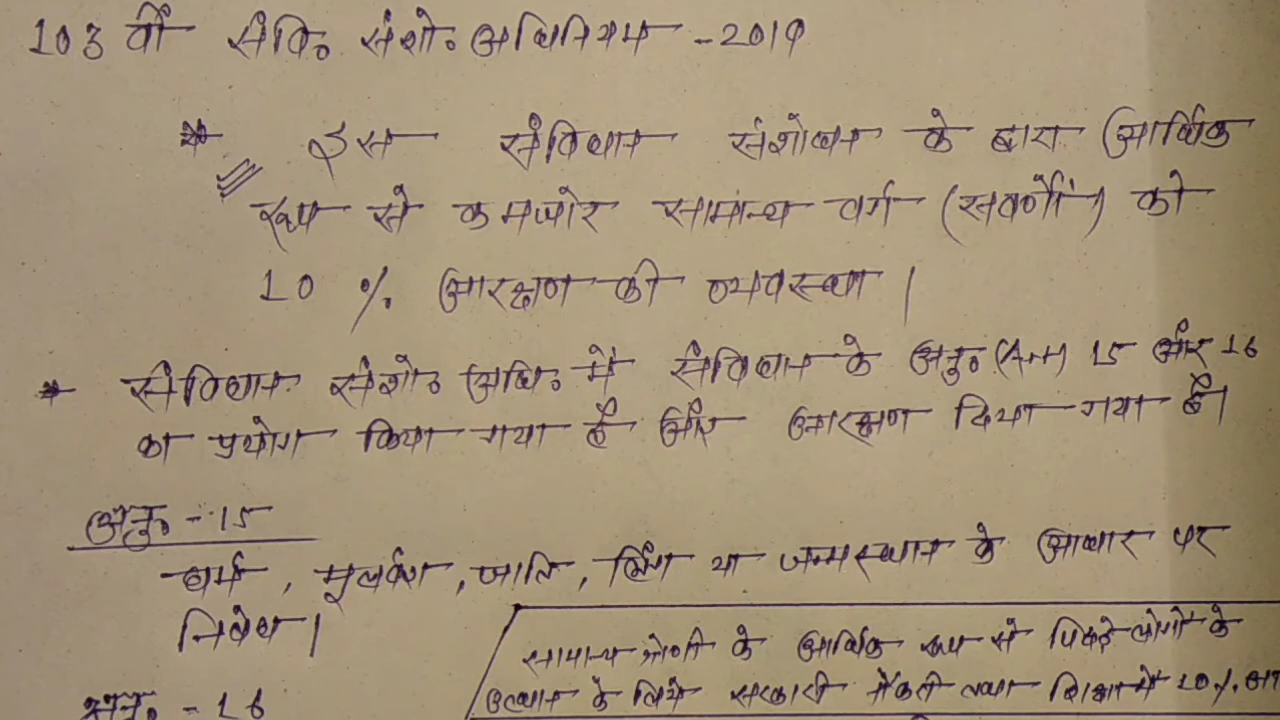 103 वाँ संवि० संशो० अधिनियम -2019
* इस संविधान संशोधन के द्वारा आर्थिक
रूप से कमजोर सामान्य वर्ग (सवर्णों) को
10 % आरक्षण की व्यवस्था |
* संविधान संशो० अधि० में संविधान के अनु० (Art) 15 और 16
का प्रयोग किया गया है और आरक्षण दिया गया है।
अनु० - 15
धर्म, मूलवंश, जाति, लिंग या जन्मस्थान के आधार पर
निषेध |
सामान्य श्रेणी के आर्थिक रूप से पिछड़े लोगों के
उत्थान के लिये सरकारी नौकरी तथा शिक्षा में 10%
अनु० - 16